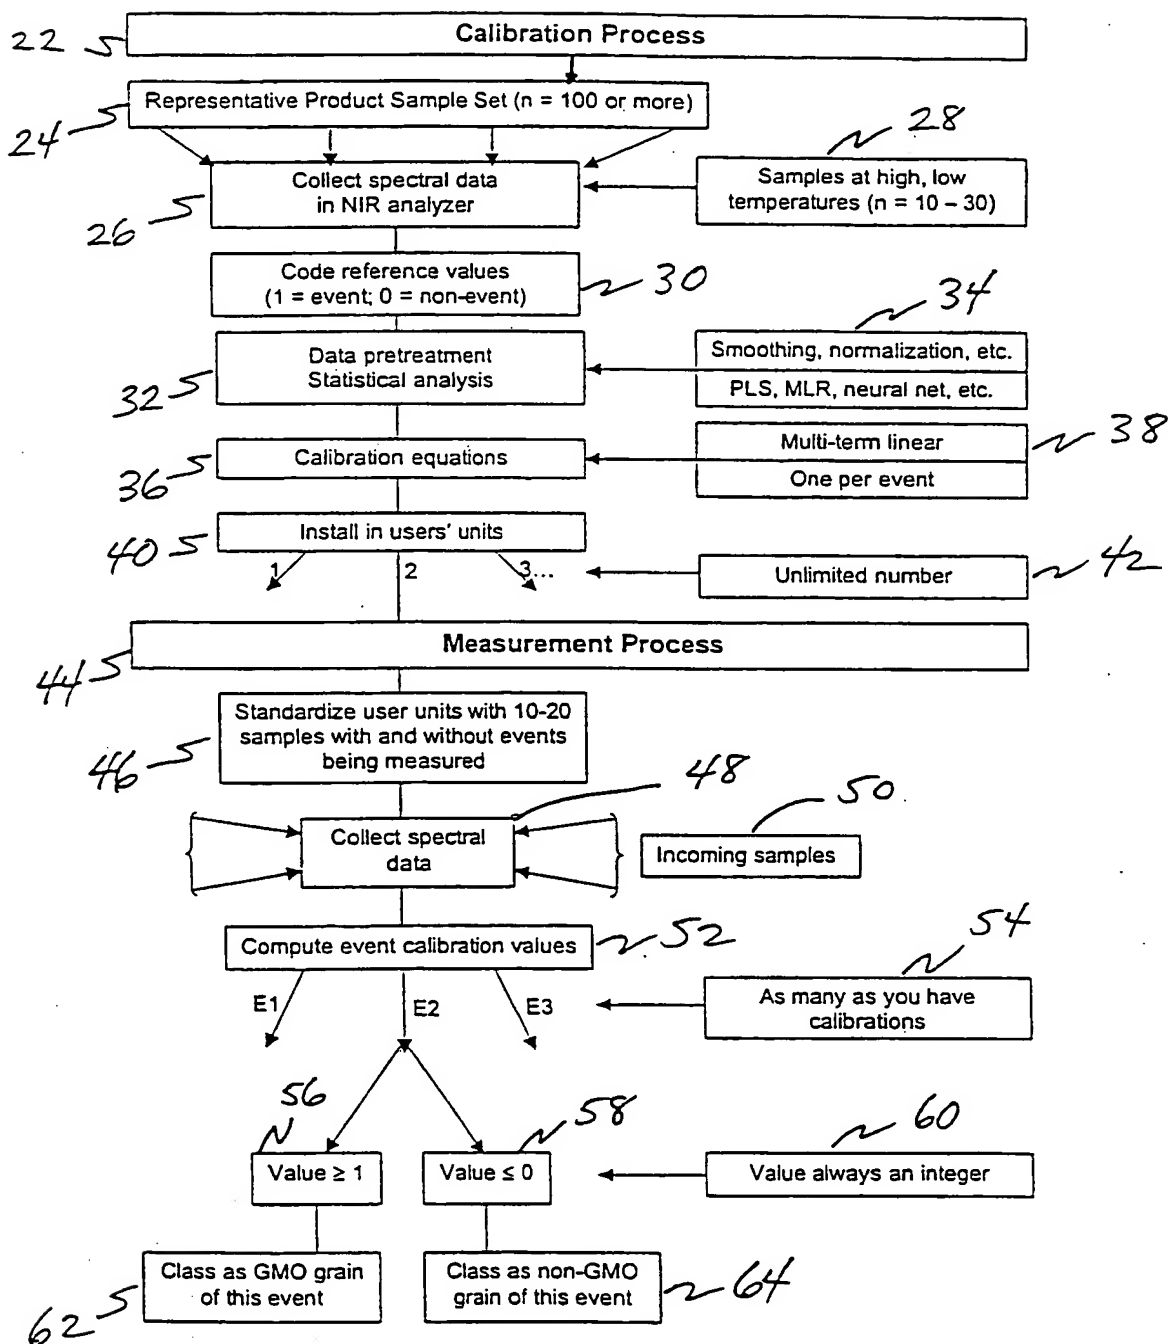 22
Calibration Process
Representative Product Sample Set (n = 100 or more)
24
28
Collect spectral data
in NIR analyzer
Samples at high, low
temperatures (n = 10 – 30)
26
Code reference values
(1 = event; 0 = non-event)
30
34
Data pretreatment
Statistical analysis
Smoothing, normalization, etc.
PLS, MLR, neural net, etc.
32
Calibration equations
Multi-term linear
One per event
38
36
Install in users' units
40
1
2
3...
Unlimited number
42
Measurement Process
44
Standardize user units with 10-20
samples with and without events
being measured
46
48
50
Collect spectral
data
Incoming samples
Compute event calibration values
52
54
E1
E2
E3
As many as you have
calibrations
56
58
60
Value ≥ 1
Value ≤ 0
Value always an integer
Class as GMO grain
of this event
Class as non-GMO
grain of this event
62
64